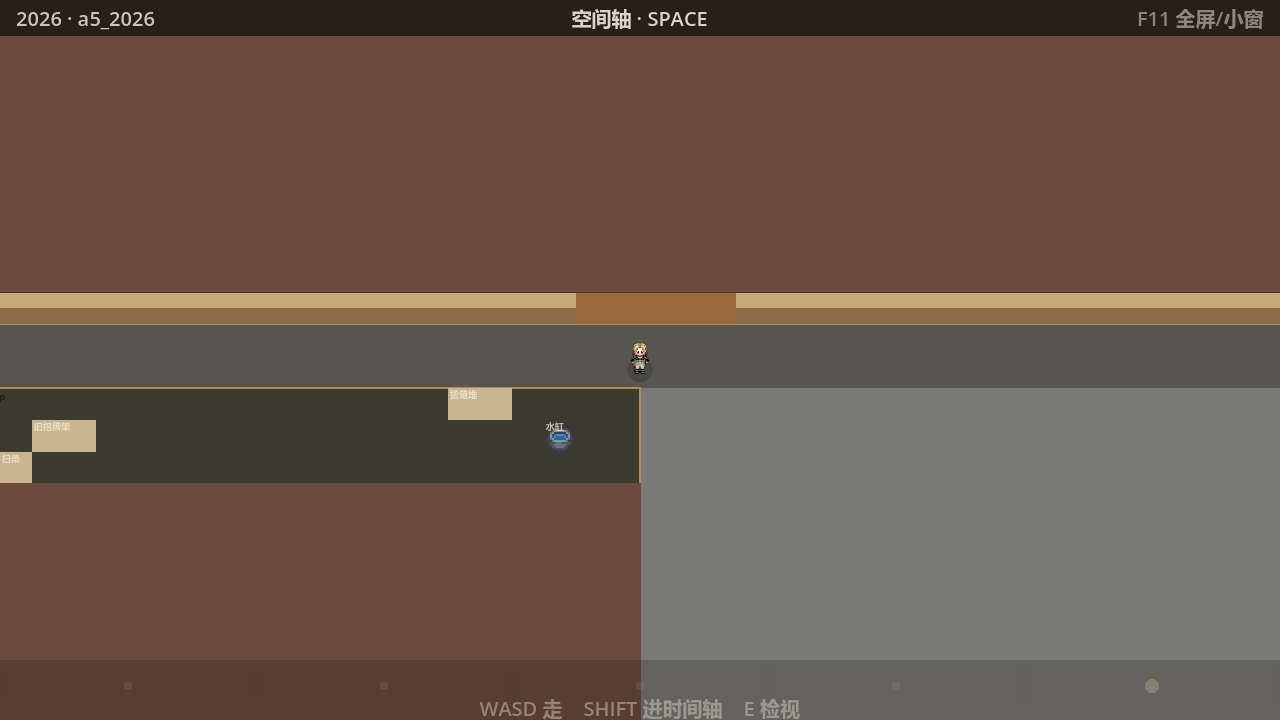 2026 · a5_2026
空间轴 · SPACE
F11 全屏/小窗
货箱堆
P
旧招牌架
水缸
扫帚
WASD 走 SHIFT 进时间轴 E 检视